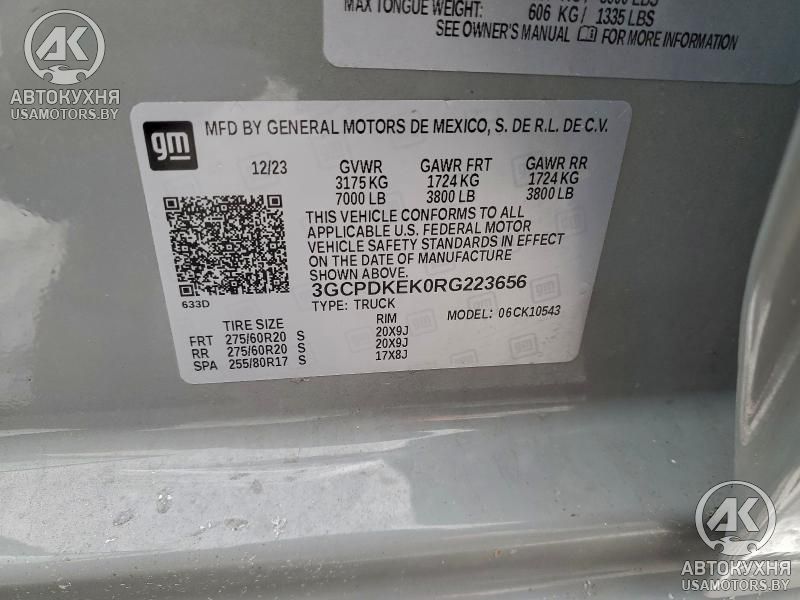 MAX TONGUE WEIGHT: 606 KG / 1335 LBS
SEE OWNER'S MANUAL FOR MORE INFORMATION
AK
АВТОКУХНЯ
USAMOTORS.BY
gm MFD BY GENERAL MOTORS DE MEXICO, S. DE R.L. DE C.V.
12/23 GVWR GAWR FRT GAWR RR
3175 KG 1724 KG 1724 KG
7000 LB 3800 LB 3800 LB
THIS VEHICLE CONFORMS TO ALL
APPLICABLE U.S. FEDERAL MOTOR
VEHICLE SAFETY STANDARDS IN EFFECT
ON THE DATE OF MANUFACTURE
SHOWN ABOVE.
633D
3GCPDKEK0RG223656
TYPE: TRUCK MODEL: 06CK10543
TIRE SIZE RIM
FRT 275/60R20 S 20X9J
RR 275/60R20 S 20X9J
SPA 255/80R17 S 17X8J
AK
АВТОКУХНЯ
USAMOTORS.BY